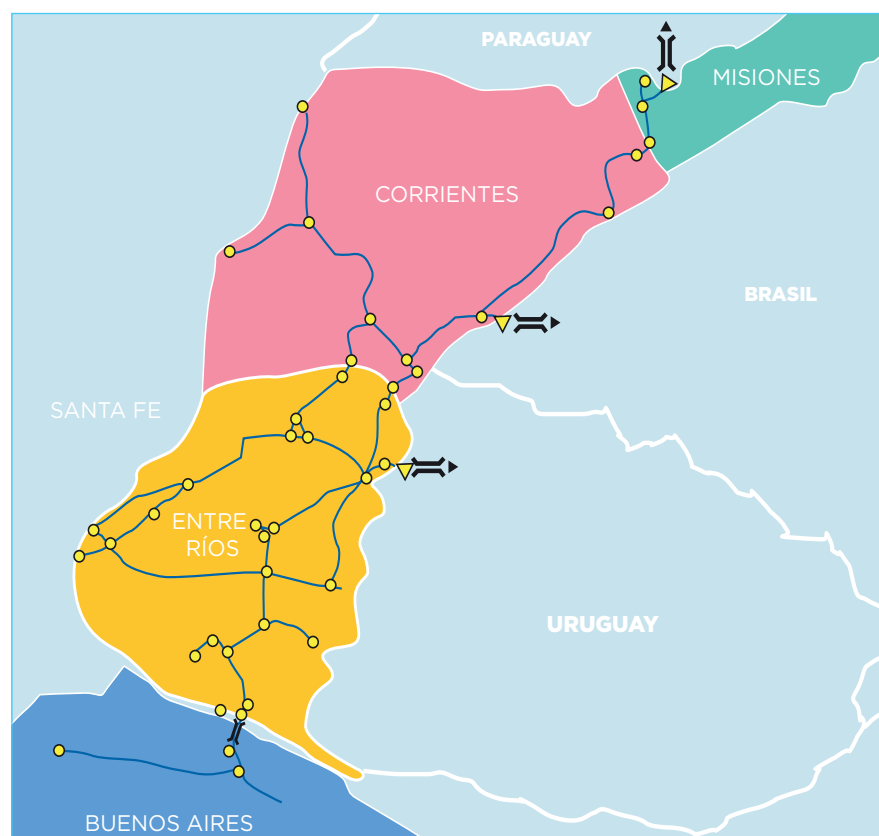 PARAGUAY
MISIONES
CORRIENTES
BRASIL
SANTA FE
ENTRE
RÍOS
URUGUAY
BUENOS AIRES